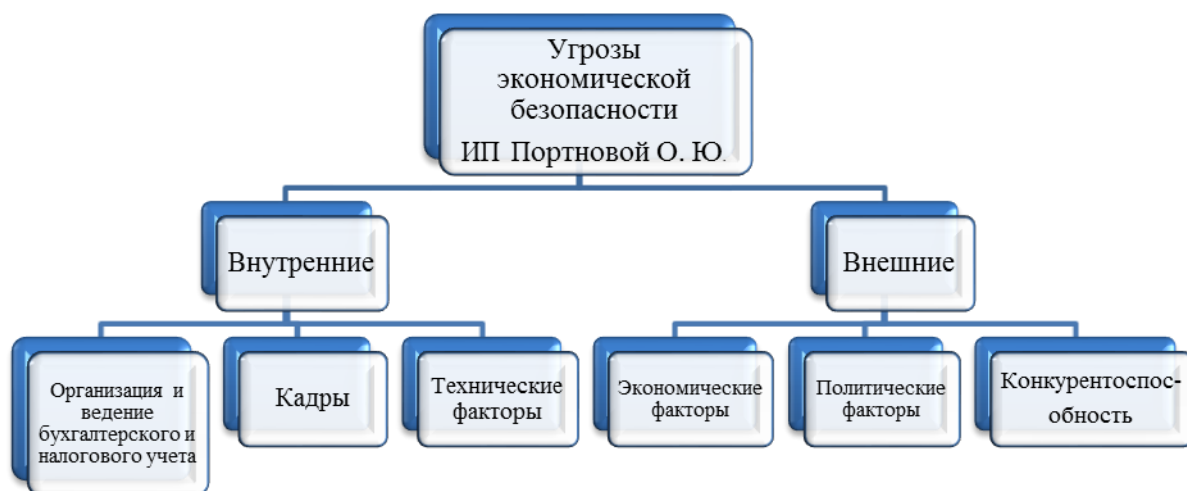 Угрозы
экономической
безопасности
ИП Портновой О. Ю.
Внутренние
Внешние
Организация и
ведение
бухгалтерского и
налогового учета
Кадры
Технические
факторы
Экономические
факторы
Политические
факторы
Конкурентоспос-
обность